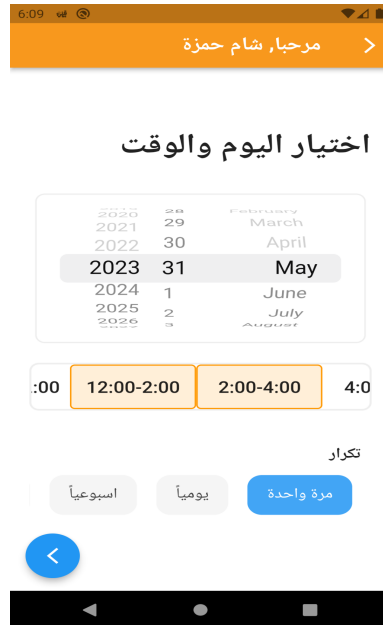 6:09
مرحبا, شام حمزة
اختيار اليوم والوقت
2020 28 February
2021 29 March
2022 30 April
2023 31 May
2024 1 June
2025 2 July
2026 3 August
:00 12:00-2:00 2:00-4:00 4:0
تكرار
مرة واحدة يومياً اسبوعياً